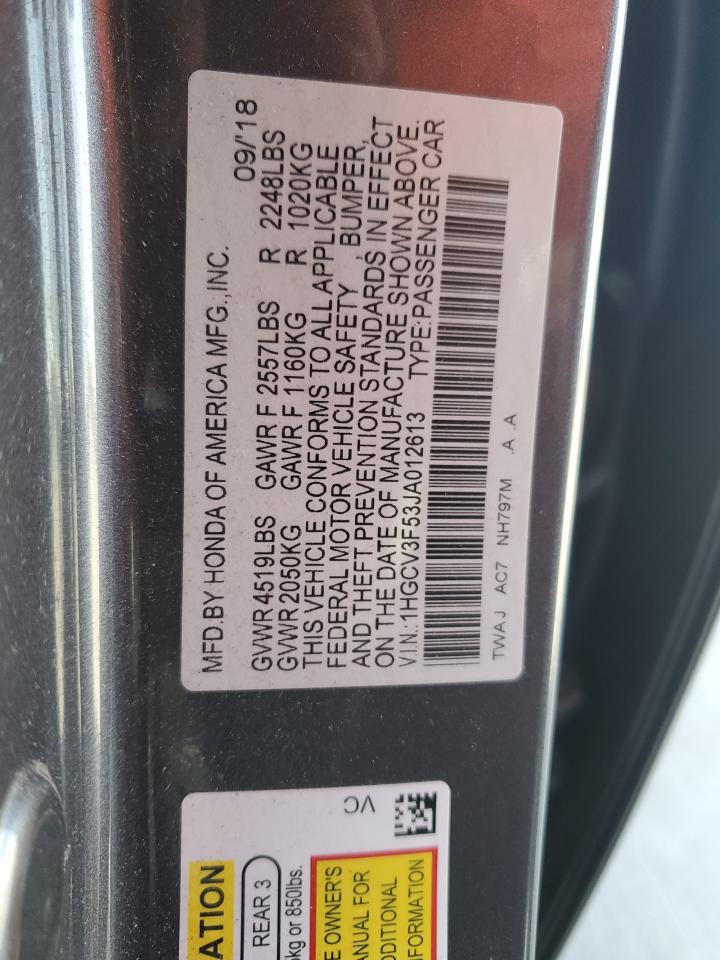 MFD.BY HONDA OF AMERICA MFG.,INC. 09/'18
GVWR 4519LBS GAWR F 2557LBS R 2248LBS
GVWR 2050KG GAWR F 1160KG R 1020KG
THIS VEHICLE CONFORMS TO ALL APPLICABLE
FEDERAL MOTOR VEHICLE SAFETY, BUMPER,
AND THEFT PREVENTION STANDARDS IN EFFECT
ON THE DATE OF MANUFACTURE SHOWN ABOVE.
V.I.N.:1HGCV3F53JA012613 TYPE:PASSENGER CAR
TWAJ AC7 NH797M .A .A
VC
ATION
REAR 3
kg or 850lbs.
E OWNER'S
ANUAL FOR
DDITIONAL
FORMATION